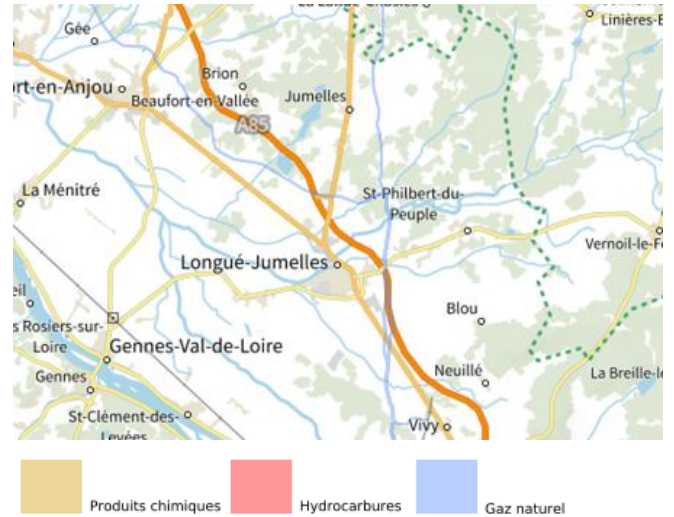 Gée
Linières-B
Brion
ort-en-Anjou
Beaufort-en-Vallée
Jumelles
A85
La Ménitré
St-Philbert-du-
Peuple
Vernoil-le-F
Longué-Jumelles
eil
Blou
s Rosiers-sur-
Loire
Gennes-Val-de-Loire
Neuillé
La Breille-l
Gennes
St-Clément-des-
Levées
Vivy
Produits chimiques
Hydrocarbures
Gaz naturel